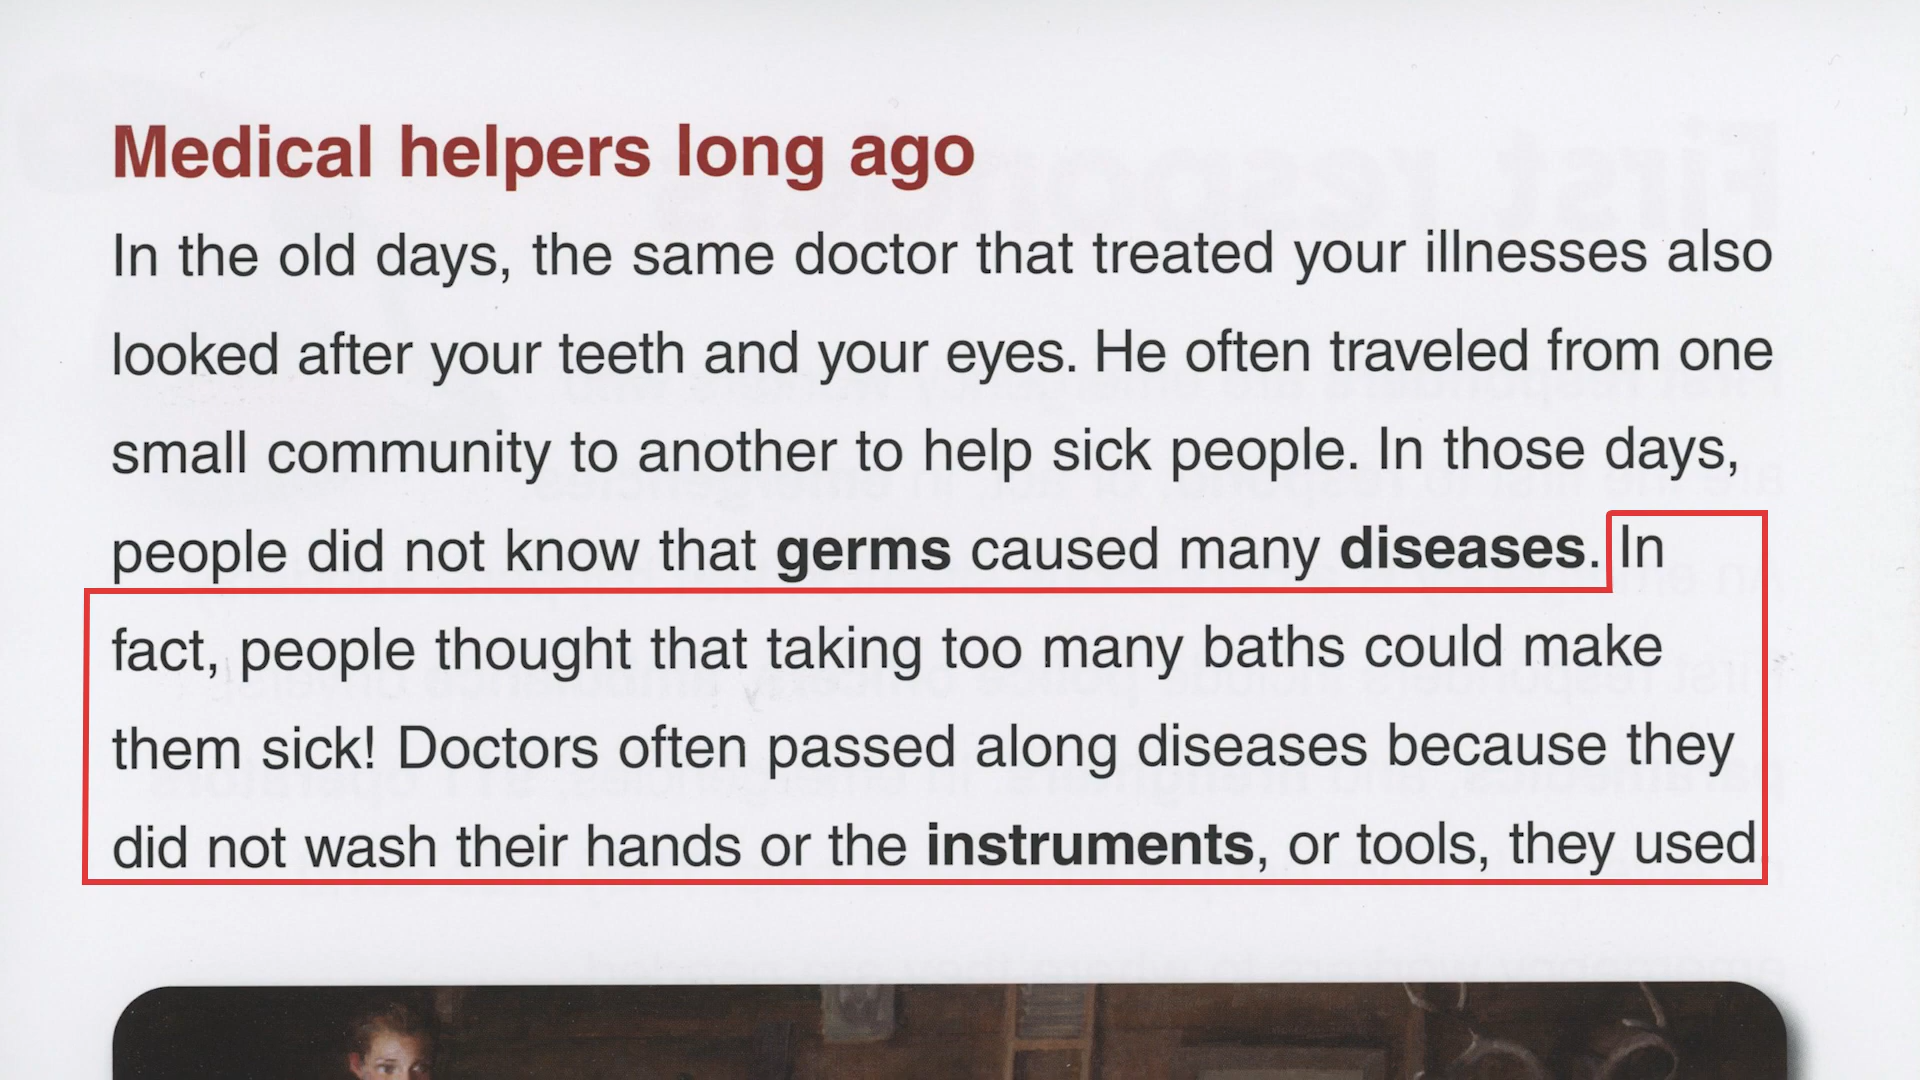 Medical helpers long ago
In the old days, the same doctor that treated your illnesses also
looked after your teeth and your eyes. He often traveled from one
small community to another to help sick people. In those days,
people did not know that germs caused many diseases. In
fact, people thought that taking too many baths could make
them sick! Doctors often passed along diseases because they
did not wash their hands or the instruments, or tools, they used